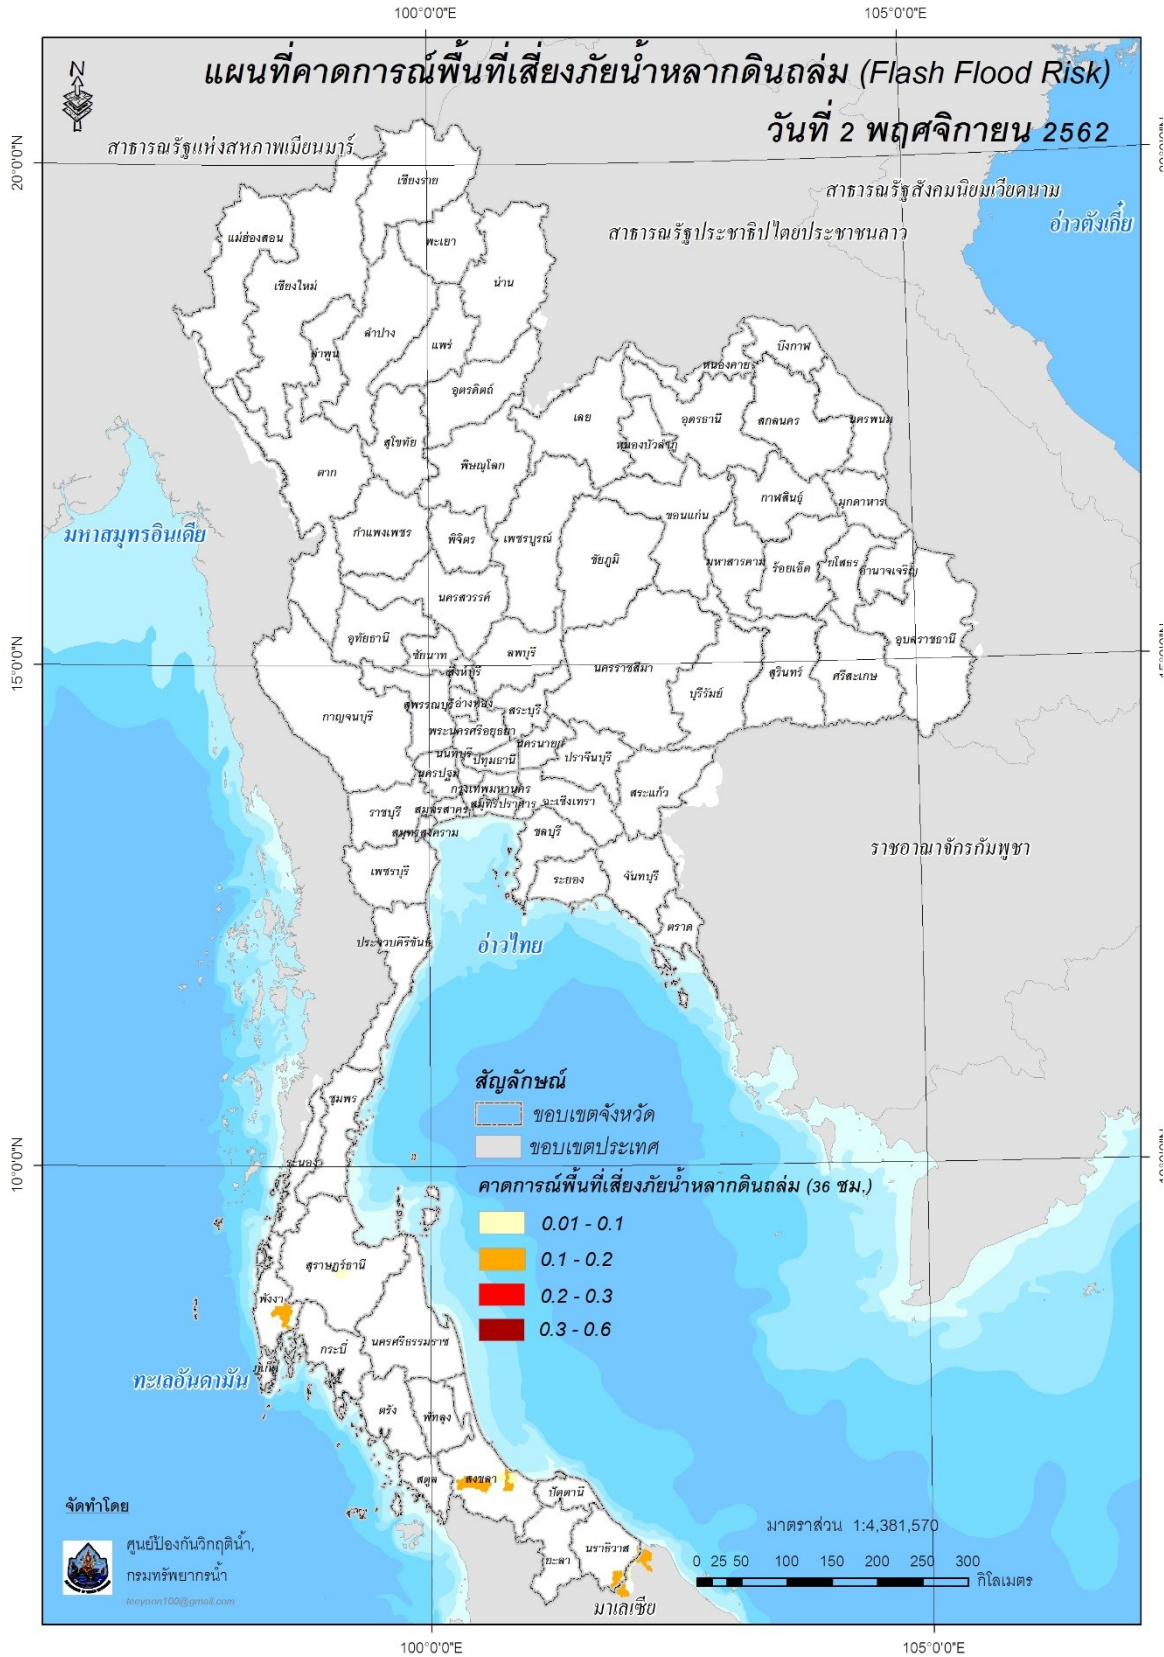 100°0'0"E 105°0'0"E
แผนที่คาดการณ์พื้นที่เสี่ยงภัยน้ำหลากดินถล่ม (Flash Flood Risk)
วันที่ 2 พฤศจิกายน 2562
N
20°0'0"N
สาธารณรัฐแห่งสหภาพเมียนมาร์
สาธารณรัฐสังคมนิยมเวียดนาม
สาธารณรัฐประชาธิปไตยประชาชนลาว
อ่าวตังเกี๋ย
เชียงราย
แม่ฮ่องสอน
พะเยา
เชียงใหม่
น่าน
ลำปาง
แพร่
ลำพูน
บึงกาฬ
หนองคาย
อุตรดิตถ์
เลย
อุดรธานี
สกลนคร
นครพนม
หนองบัวลำภู
สุโขทัย
พิษณุโลก
ตาก
กาฬสินธุ์
มุกดาหาร
ขอนแก่น
กำแพงเพชร
พิจิตร
เพชรบูรณ์
ชัยภูมิ
มหาสารคาม
ร้อยเอ็ด
ยโสธร
อำนาจเจริญ
มหาสมุทรอินเดีย
นครสวรรค์
อุทัยธานี
ชัยนาท
ลพบุรี
อุบลราชธานี
15°0'0"N
สิงห์บุรี
นครราชสีมา
บุรีรัมย์
สุรินทร์
ศรีสะเกษ
กาญจนบุรี
สุพรรณบุรี
อ่างทอง
สระบุรี
พระนครศรีอยุธยา
นครนายก
นนทบุรี
ปทุมธานี
ปราจีนบุรี
นครปฐม
กรุงเทพมหานคร
สมุทรปราการ
ฉะเชิงเทรา
สระแก้ว
ราชบุรี
สมุทรสาคร
สมุทรสงคราม
ชลบุรี
เพชรบุรี
ระยอง
จันทบุรี
ราชอาณาจักรกัมพูชา
ตราด
ประจวบคีรีขันธ์
อ่าวไทย
สัญลักษณ์
ขอบเขตจังหวัด
ขอบเขตประเทศ
คาดการณ์พื้นที่เสี่ยงภัยน้ำหลากดินถล่ม (36 ชม.)
0.01 - 0.1
0.1 - 0.2
0.2 - 0.3
0.3 - 0.6
ชุมพร
ระนอง
10°0'0"N
สุราษฎร์ธานี
พังงา
นครศรีธรรมราช
กระบี่
ภูเก็ต
ทะเลอันดามัน
ตรัง
พัทลุง
สตูล
สงขลา
ปัตตานี
ยะลา
นราธิวาส
มาเลเซีย
จัดทำโดย
ศูนย์ป้องกันวิกฤติน้ำ,
กรมทรัพยากรน้ำ
teeyoon100@gmail.com
มาตราส่วน 1:4,381,570
0 25 50 100 150 200 250 300
กิโลเมตร
100°0'0"E 105°0'0"E